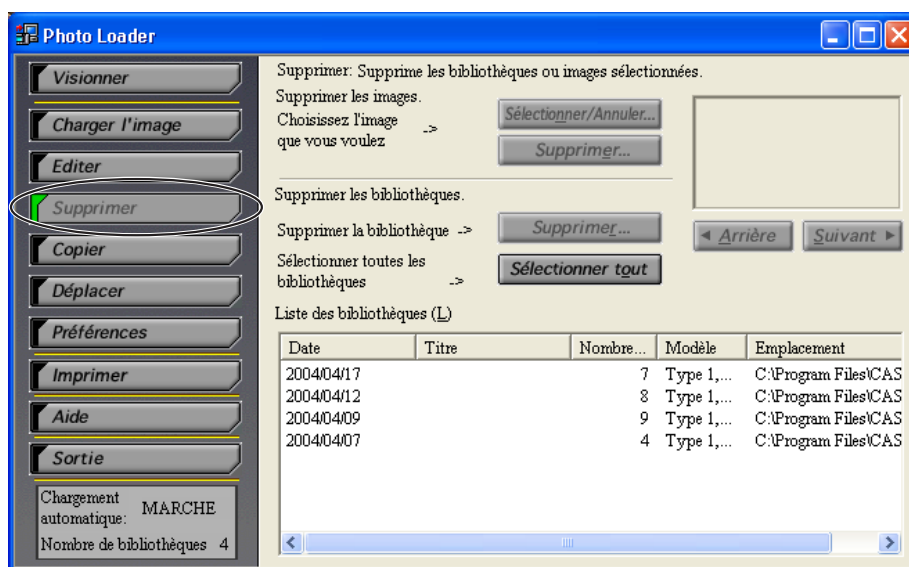 Photo Loader
Visionner
Charger l'image
Editer
Supprimer
Copier
Déplacer
Préférences
Imprimer
Aide
Sortie
Chargement
automatique: MARCHE
Nombre de bibliothèques 4
Supprimer: Supprime les bibliothèques ou images sélectionnées.
Supprimer les images.
Choisissez l'image
que vous voulez ->
Sélectionner/Annuler...
Supprimer...
Supprimer les bibliothèques.
Supprimer la bibliothèque -> Supprimer...
Sélectionner toutes les
bibliothèques -> Sélectionner tout
◄ Arrière Suivant ►
Liste des bibliothèques (L)
Date Titre Nombre... Modèle Emplacement
2004/04/17 7 Type 1,... C:\Program Files\CAS
2004/04/12 8 Type 1,... C:\Program Files\CAS
2004/04/09 9 Type 1,... C:\Program Files\CAS
2004/04/07 4 Type 1,... C:\Program Files\CAS